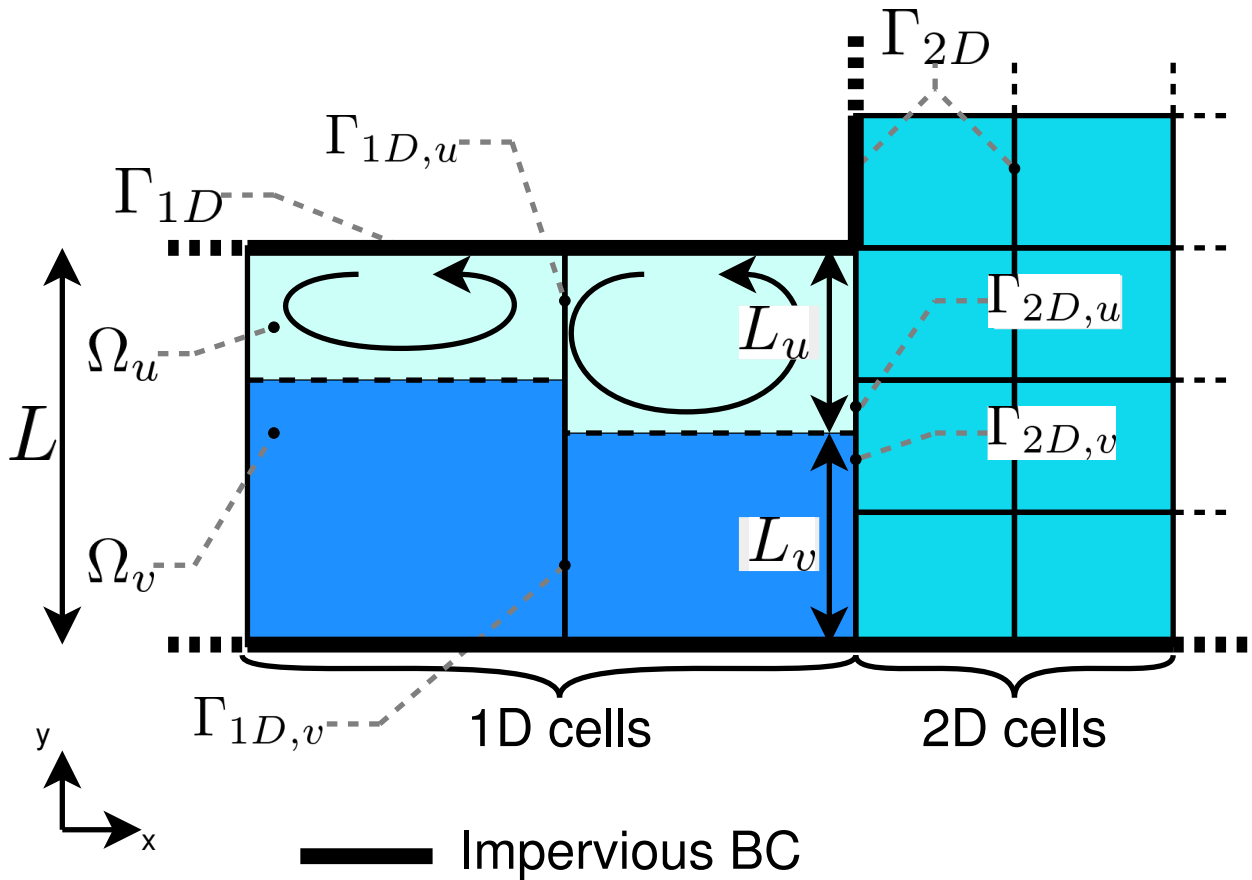 Γ2D
Γ1D,u
Γ1D
Γ2D,u
Lu
Ωu
L
Γ2D,v
Lv
Ωv
Γ1D,v
1D cells
2D cells
y
x
Impervious BC